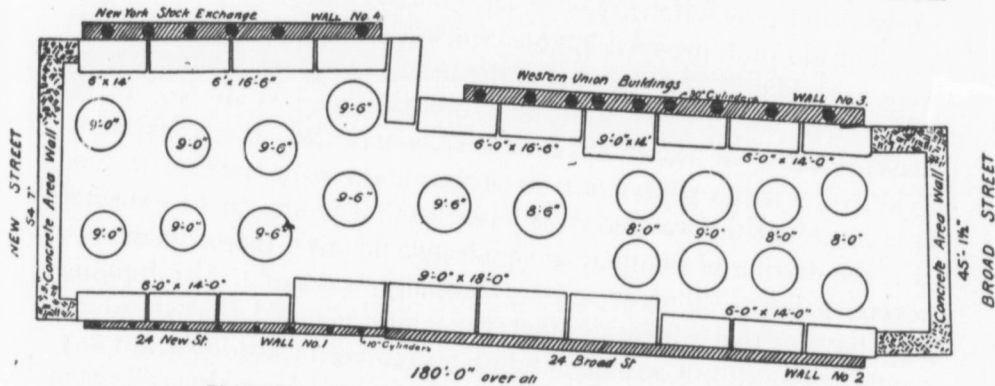 New York Stock Exchange WALL No 4
6' x 14' 6' x 16'-6"
Western Union Buildings
30" Cylinders WALL No 3.
6'-0" x 16'-6" 9'-0" x 14' 6'-0" x 14'-0"
NEW STREET
54'-7"
Concrete Area Wall
9'-0" 9'-0" 9'-0" 9'-6"
9'-6" 9'-6" 8'-6"
9'-0" 9'-0" 9'-6"
8'-0" 9'-0" 8'-0" 8'-0"
Concrete Area Wall
45'-1½"
BROAD STREET
6'-0" x 14'-0" 9'-0" x 18'-0" 6'-0" x 14'-0"
24 New St. WALL No 1 10" Cylinders 24 Broad St WALL No 2
180'-0" over all